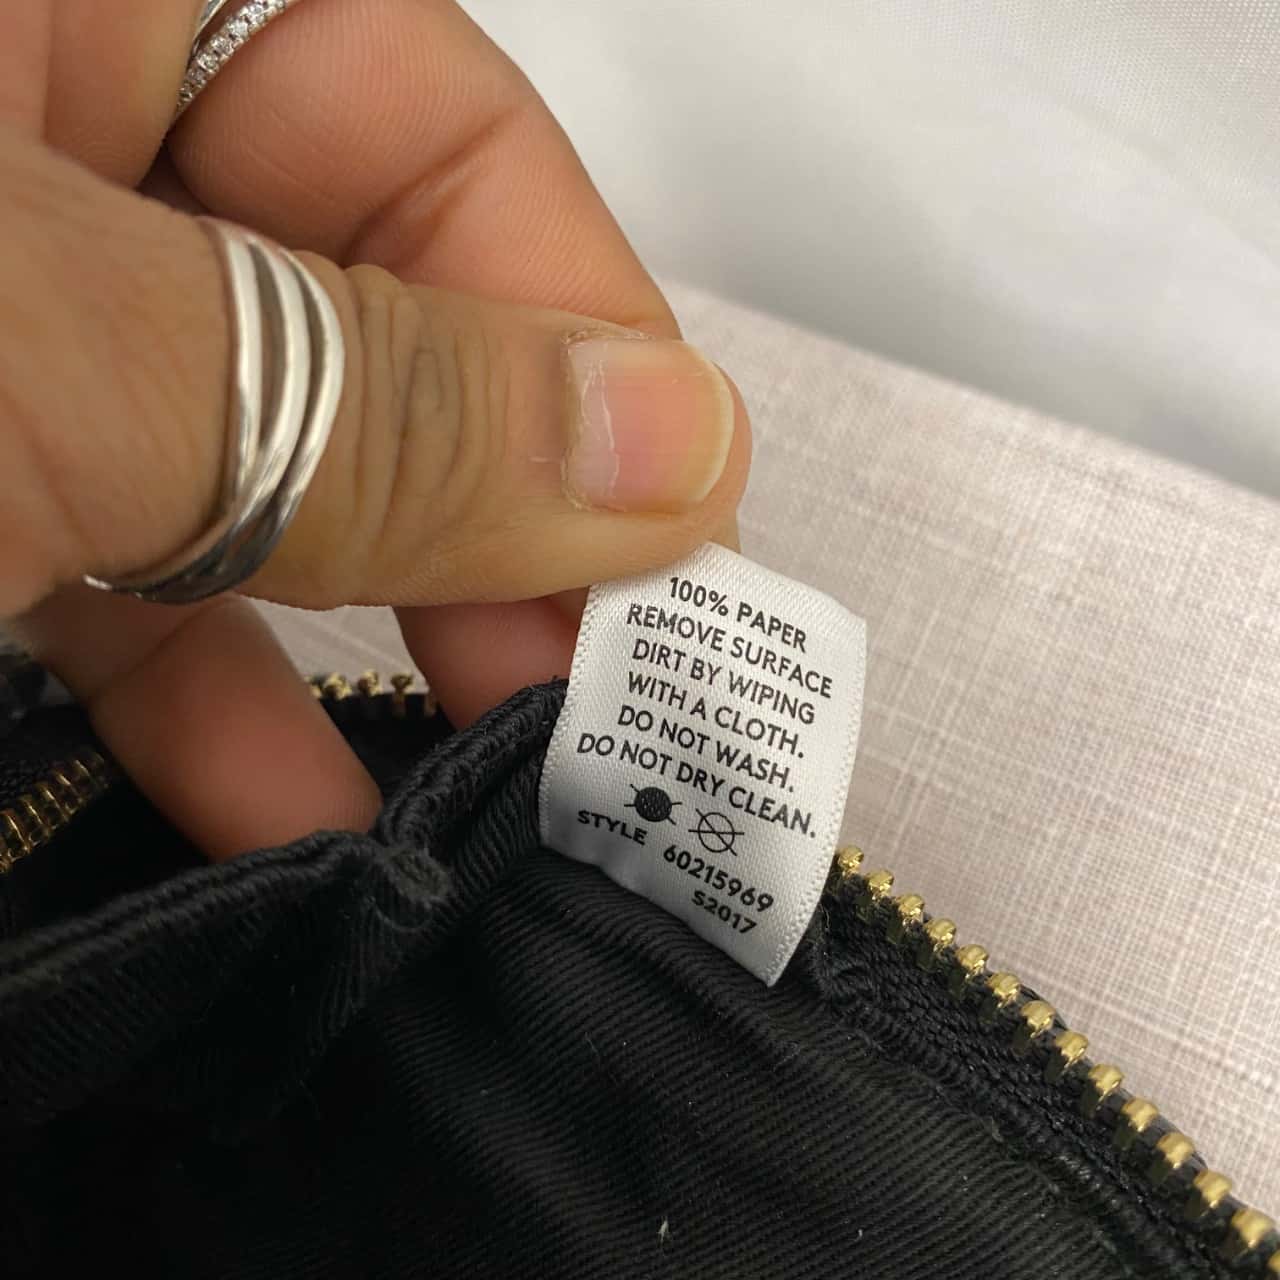 100% PAPER
REMOVE SURFACE
DIRT BY WIPING
WITH A CLOTH.
DO NOT WASH.
DO NOT DRY CLEAN.
STYLE 60215969
S2017